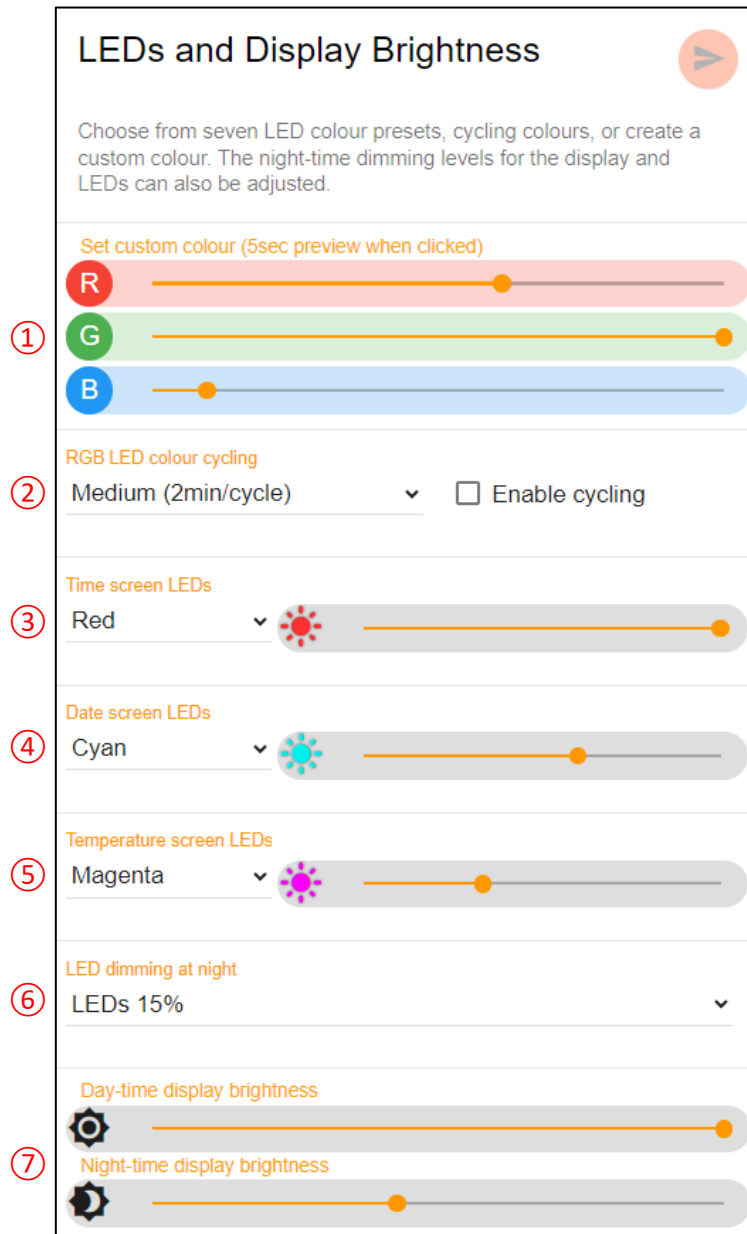 LEDs and Display Brightness
Choose from seven LED colour presets, cycling colours, or create a
custom colour. The night-time dimming levels for the display and
LEDs can also be adjusted.
Set custom colour (5sec preview when clicked)
R
① G
B
RGB LED colour cycling
② Medium (2min/cycle) Enable cycling
Time screen LEDs
③ Red
Date screen LEDs
④ Cyan
Temperature screen LEDs
⑤ Magenta
LED dimming at night
⑥ LEDs 15%
Day-time display brightness
⑦
Night-time display brightness